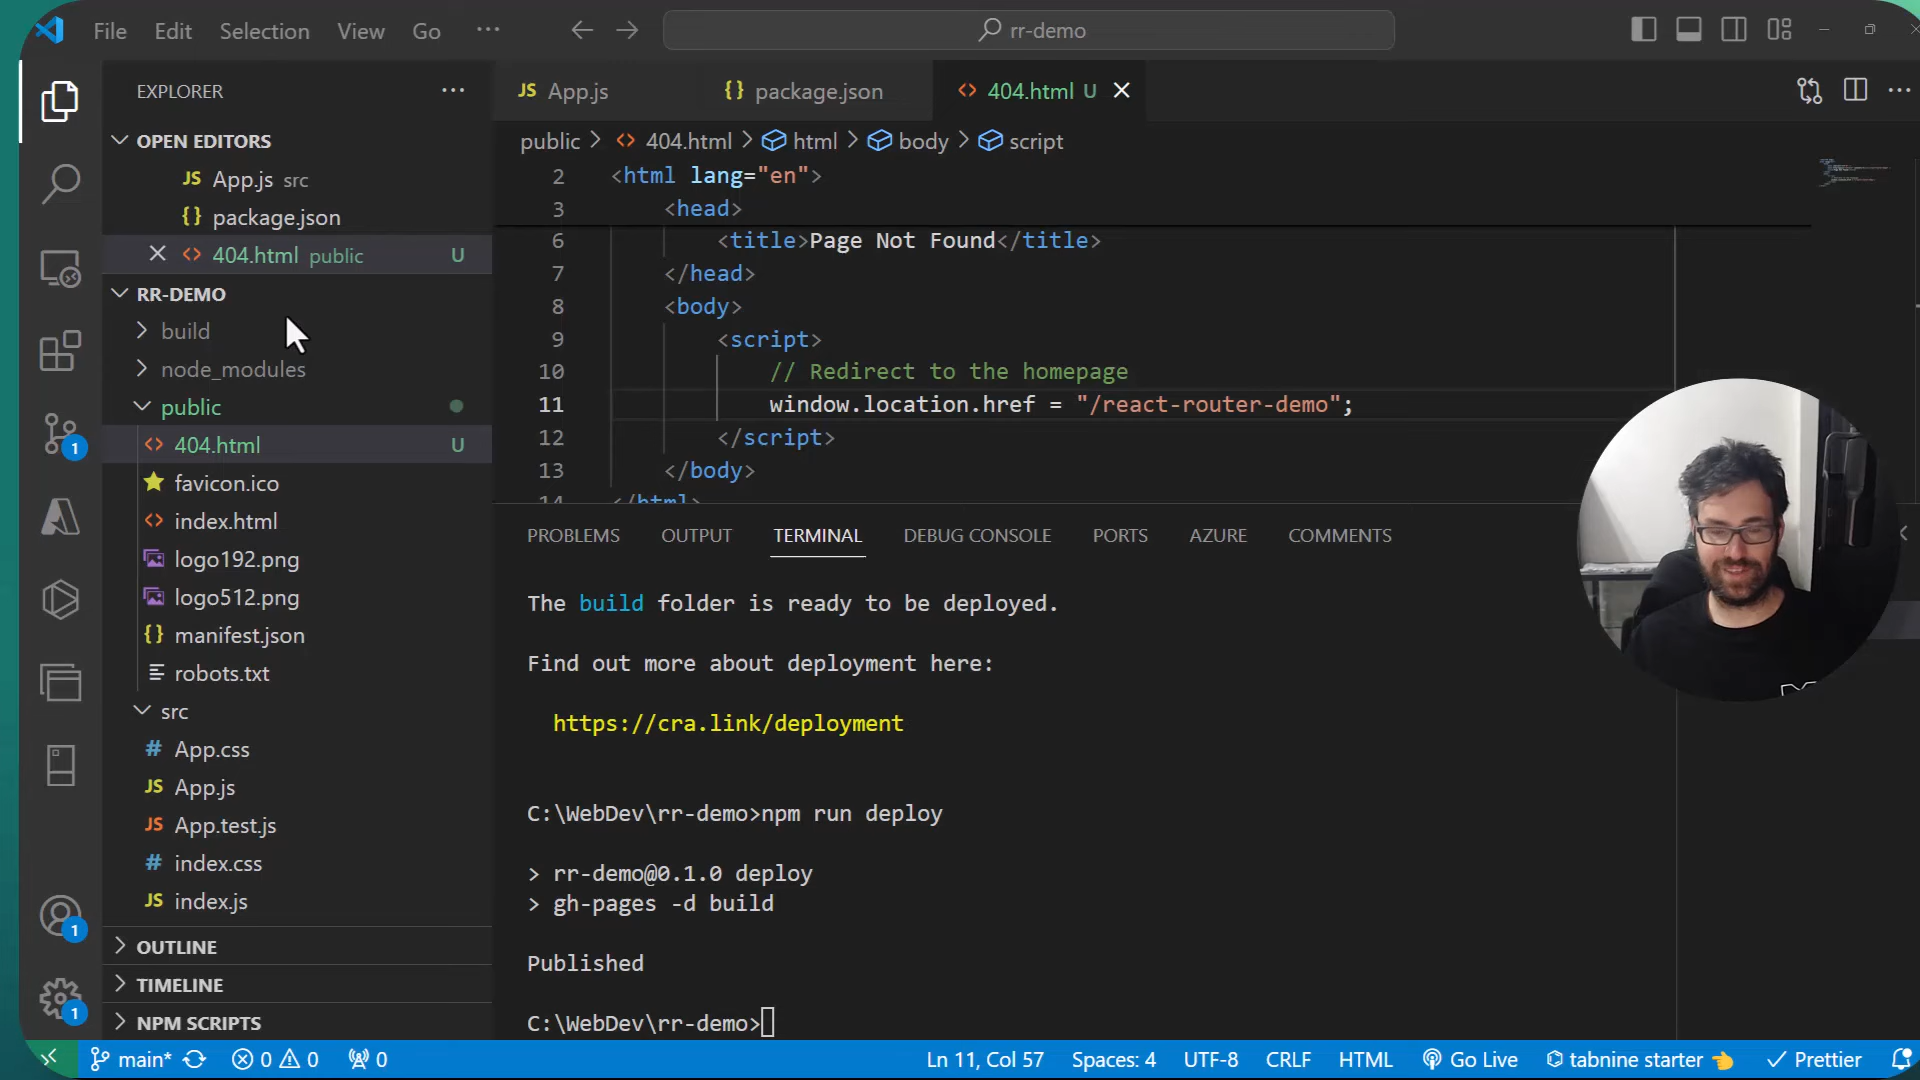 File Edit Selection View Go ···
rr-demo
EXPLORER
OPEN EDITORS
App.js src
package.json
404.html public U
RR-DEMO
build
node_modules
public
404.html U
favicon.ico
index.html
logo192.png
logo512.png
manifest.json
robots.txt
src
App.css
App.js
App.test.js
index.css
index.js
OUTLINE
TIMELINE
NPM SCRIPTS
1
1
1
App.js package.json 404.html U
public > 404.html > html > body > script
2 <html lang="en">
3 <head>
6 <title>Page Not Found</title>
7 </head>
8 <body>
9 <script>
10 // Redirect to the homepage
11 window.location.href = "/react-router-demo";
12 </script>
13 </body>
14 </html>
PROBLEMS OUTPUT TERMINAL DEBUG CONSOLE PORTS AZURE COMMENTS
The build folder is ready to be deployed.
Find out more about deployment here:
https://cra.link/deployment
C:\WebDev\rr-demo>npm run deploy
> rr-demo@0.1.0 deploy
> gh-pages -d build
Published
C:\WebDev\rr-demo>
main* 0 0 0 Ln 11, Col 57 Spaces: 4 UTF-8 CRLF HTML Go Live tabnine starter Prettier